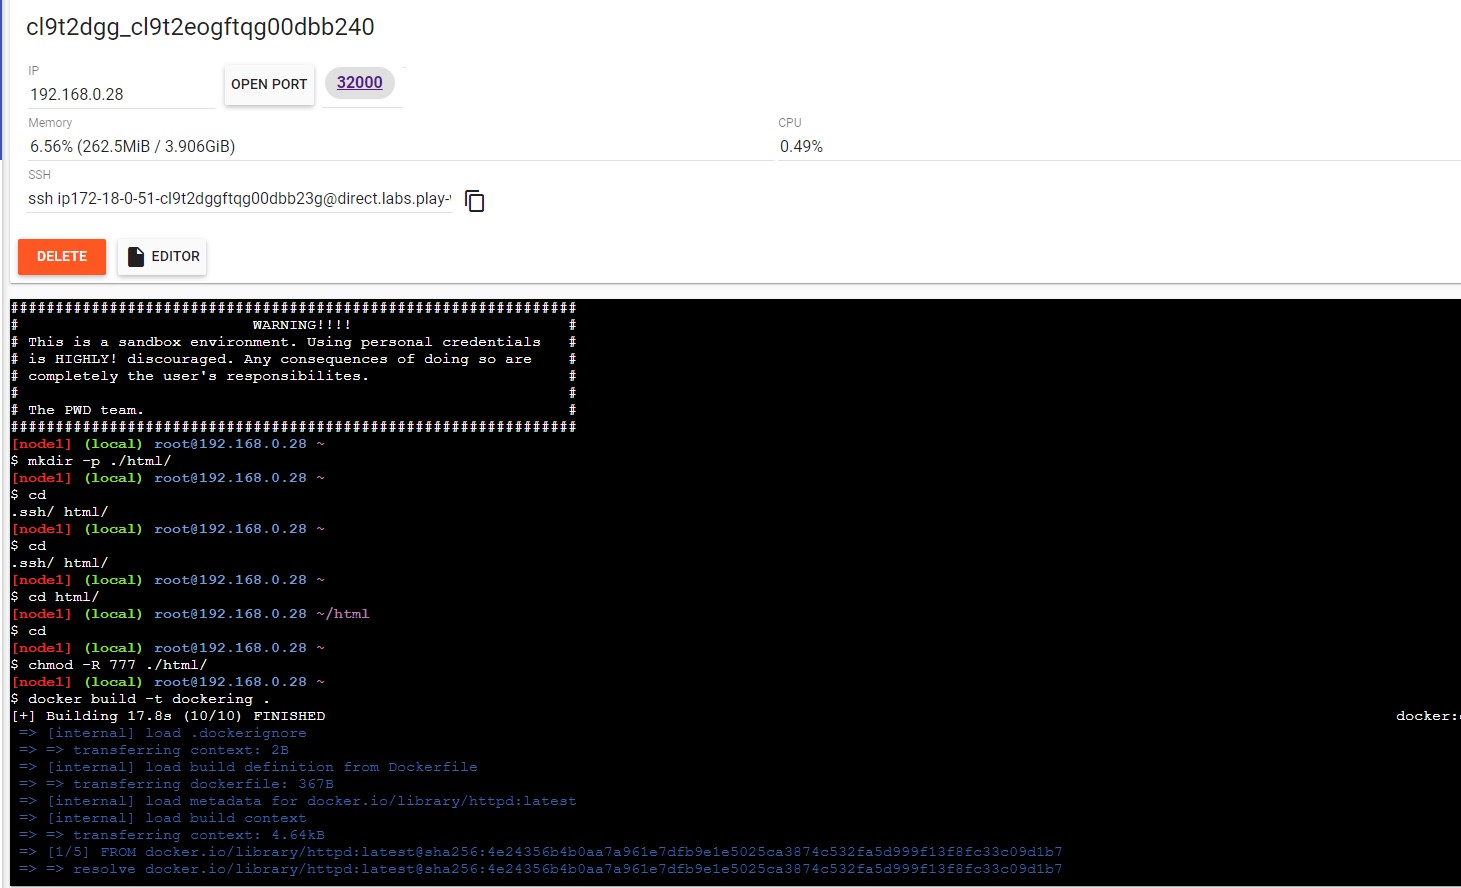 cl9t2dgg_cl9t2eogftqg00dbb240
IP
192.168.0.28
OPEN PORT
32000
Memory
6.56% (262.5MiB / 3.906GiB)
CPU
0.49%
SSH
ssh ip172-18-0-51-cl9t2dggftqg00dbb23g@direct.labs.play-
DELETE
EDITOR
###############################################################
# WARNING!!!! #
# This is a sandbox environment. Using personal credentials #
# is HIGHLY! discouraged. Any consequences of doing so are #
# completely the user's responsibilites. #
# #
# The PWD team. #
###############################################################
[node1] (local) root@192.168.0.28 ~
$ mkdir -p ./html/
[node1] (local) root@192.168.0.28 ~
$ cd
.ssh/ html/
[node1] (local) root@192.168.0.28 ~
$ cd
.ssh/ html/
[node1] (local) root@192.168.0.28 ~
$ cd html/
[node1] (local) root@192.168.0.28 ~/html
$ cd
[node1] (local) root@192.168.0.28 ~
$ chmod -R 777 ./html/
[node1] (local) root@192.168.0.28 ~
$ docker build -t dockering .
[+] Building 17.8s (10/10) FINISHED docker:
=> [internal] load .dockerignore
=> => transferring context: 2B
=> [internal] load build definition from Dockerfile
=> => transferring dockerfile: 367B
=> [internal] load metadata for docker.io/library/httpd:latest
=> [internal] load build context
=> => transferring context: 4.64kB
=> [1/5] FROM docker.io/library/httpd:latest@sha256:4e24356b4b0aa7a961e7dfb9e1e5025ca3874c532fa5d999f13f8fc33c09d1b7
=> => resolve docker.io/library/httpd:latest@sha256:4e24356b4b0aa7a961e7dfb9e1e5025ca3874c532fa5d999f13f8fc33c09d1b7